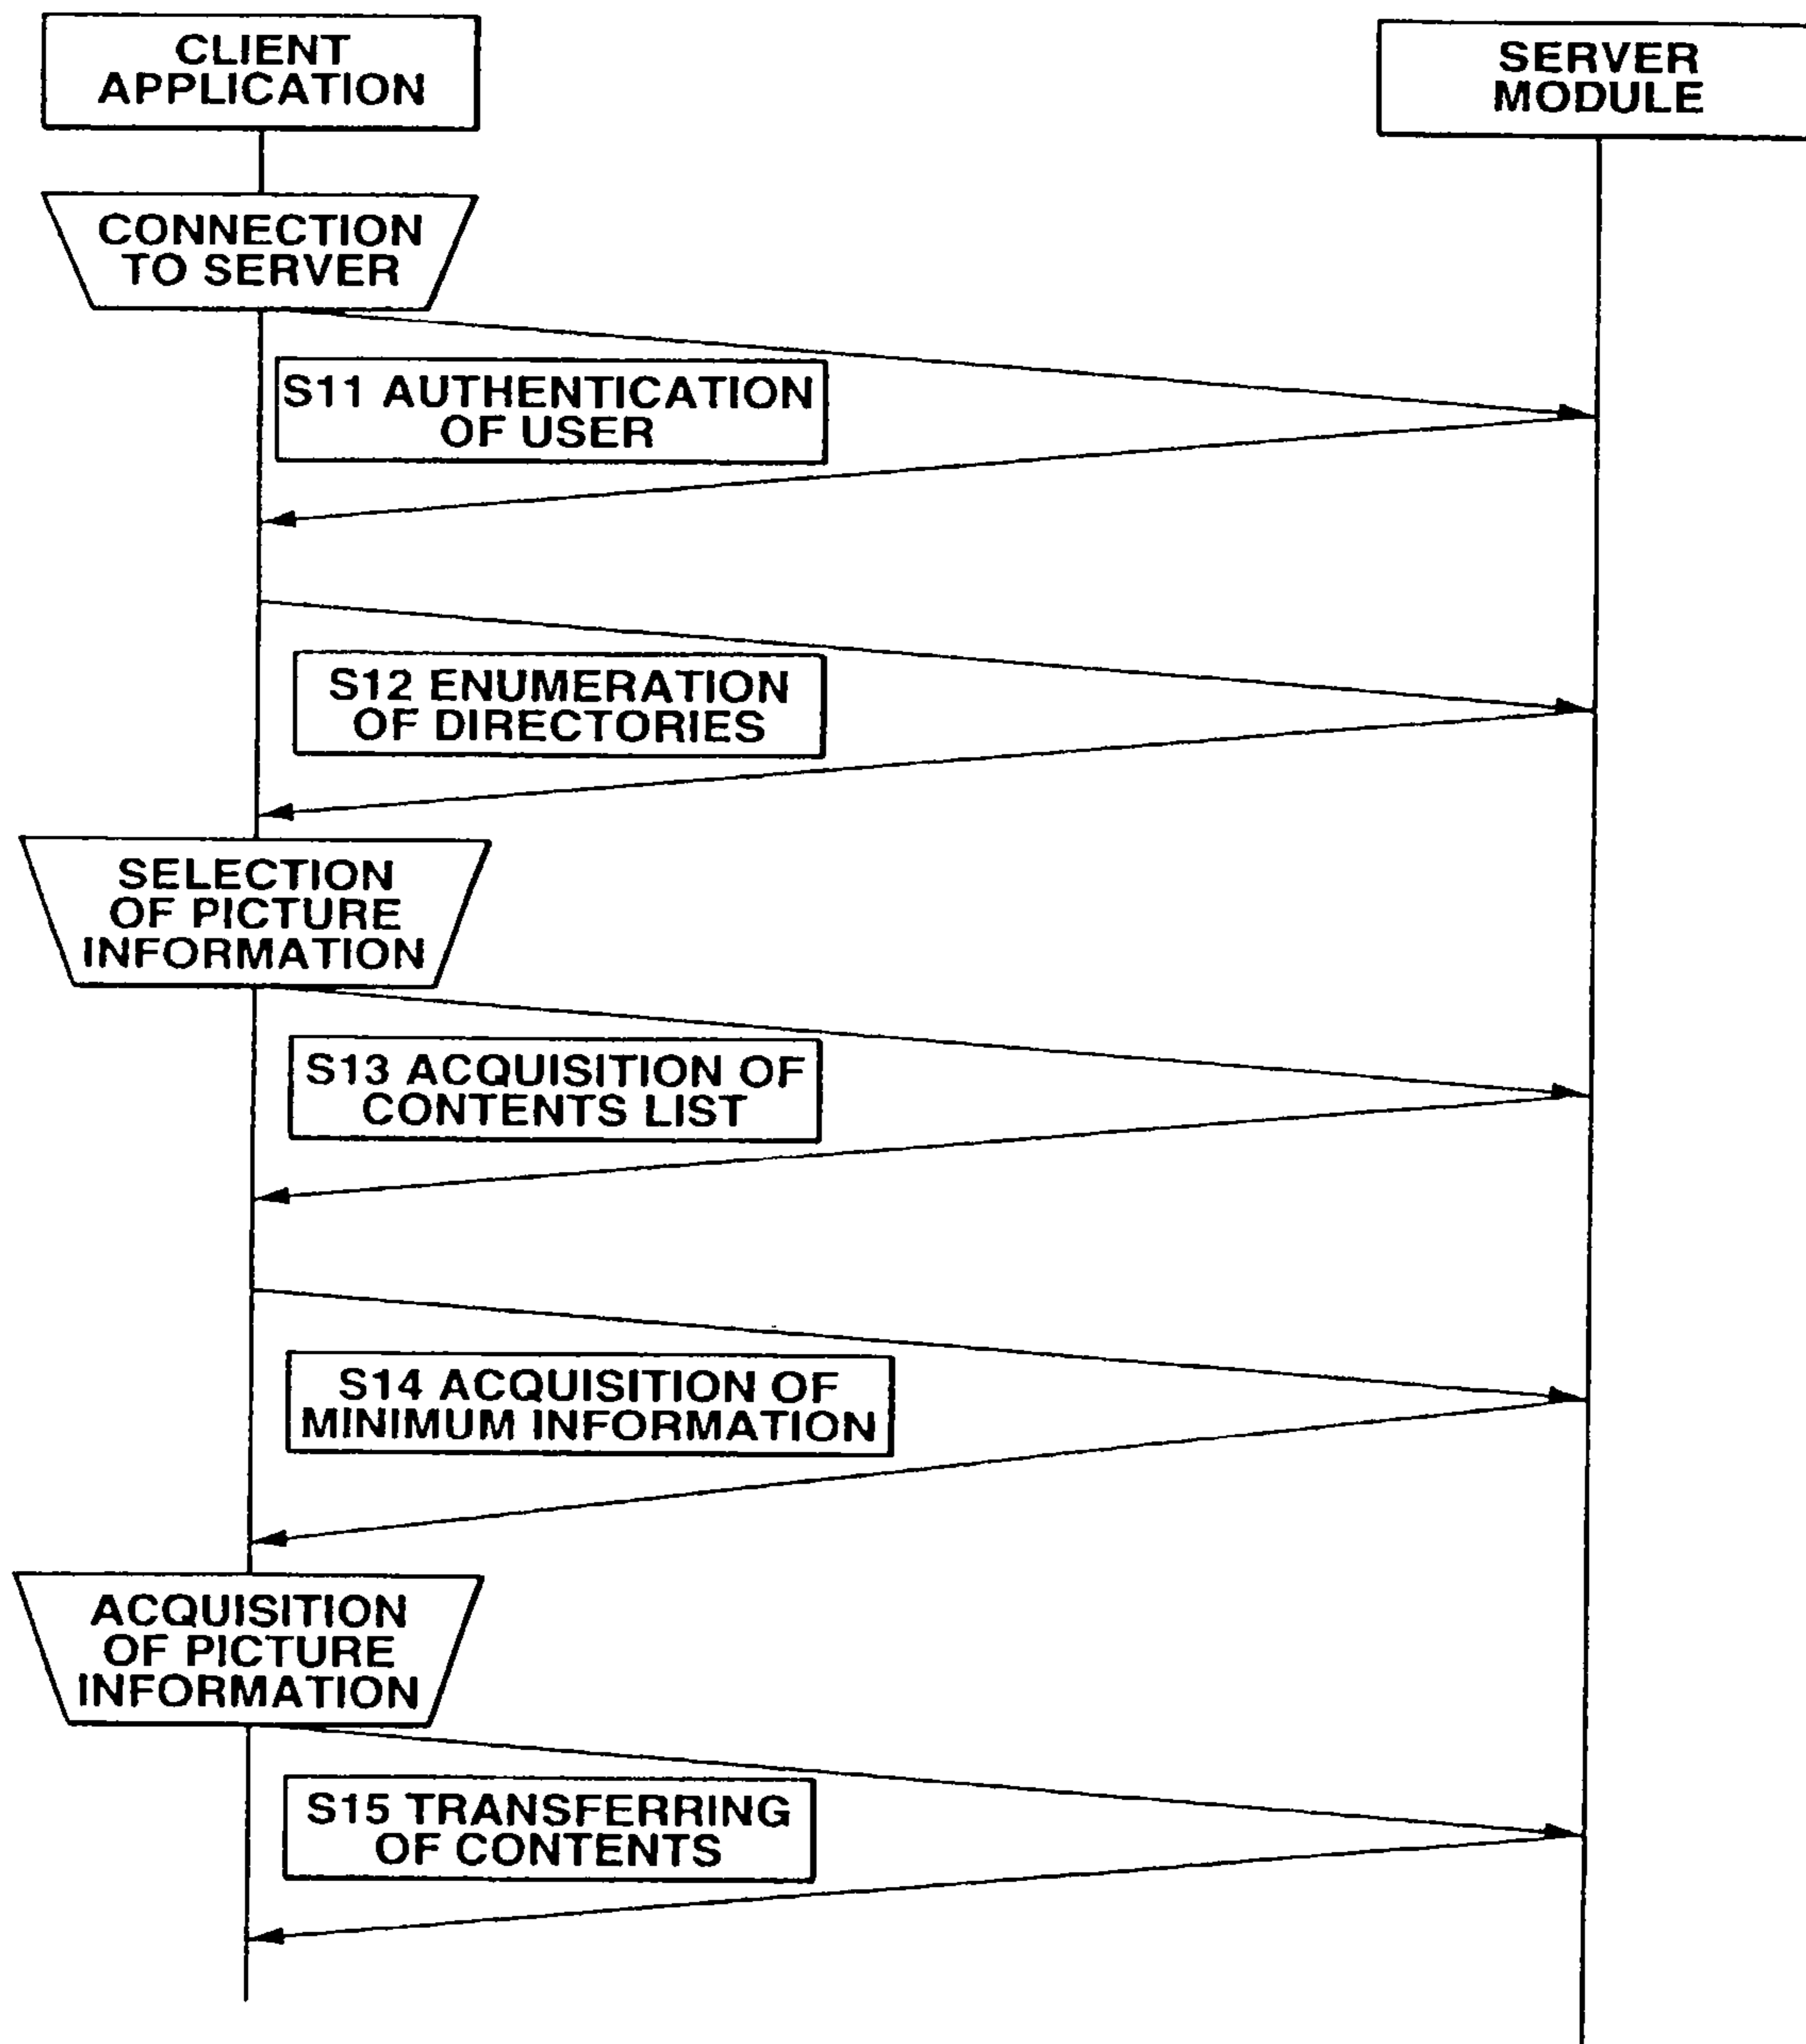 CLIENT
APPLICATION
SERVER
MODULE
CONNECTION
TO SERVER
S11 AUTHENTICATION
OF USER
S12 ENUMERATION
OF DIRECTORIES
SELECTION
OF PICTURE
INFORMATION
S13 ACQUISITION OF
CONTENTS LIST
S14 ACQUISITION OF
MINIMUM INFORMATION
ACQUISITION
OF PICTURE
INFORMATION
S15 TRANSFERRING
OF CONTENTS